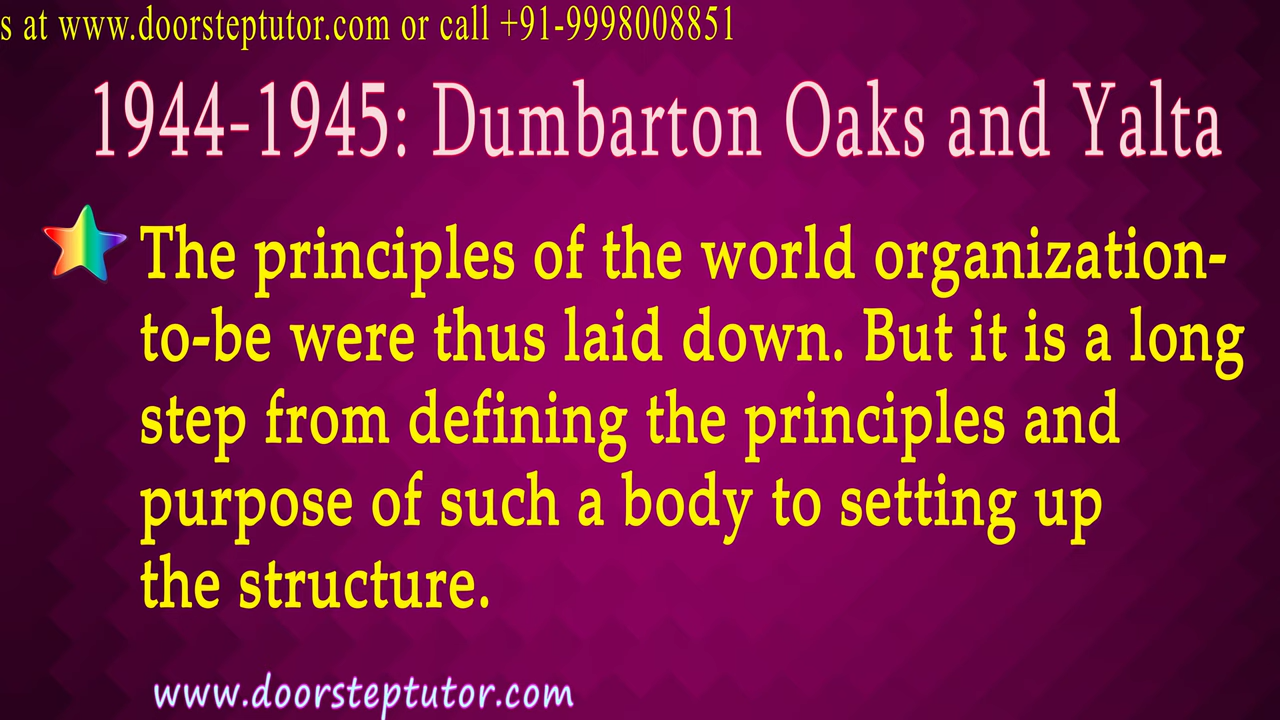 s at www.doorsteptutor.com or call +91-9998008851
1944-1945: Dumbarton Oaks and Yalta
The principles of the world organization-
to-be were thus laid down. But it is a long
step from defining the principles and
purpose of such a body to setting up
the structure.
www.doorsteptutor.com